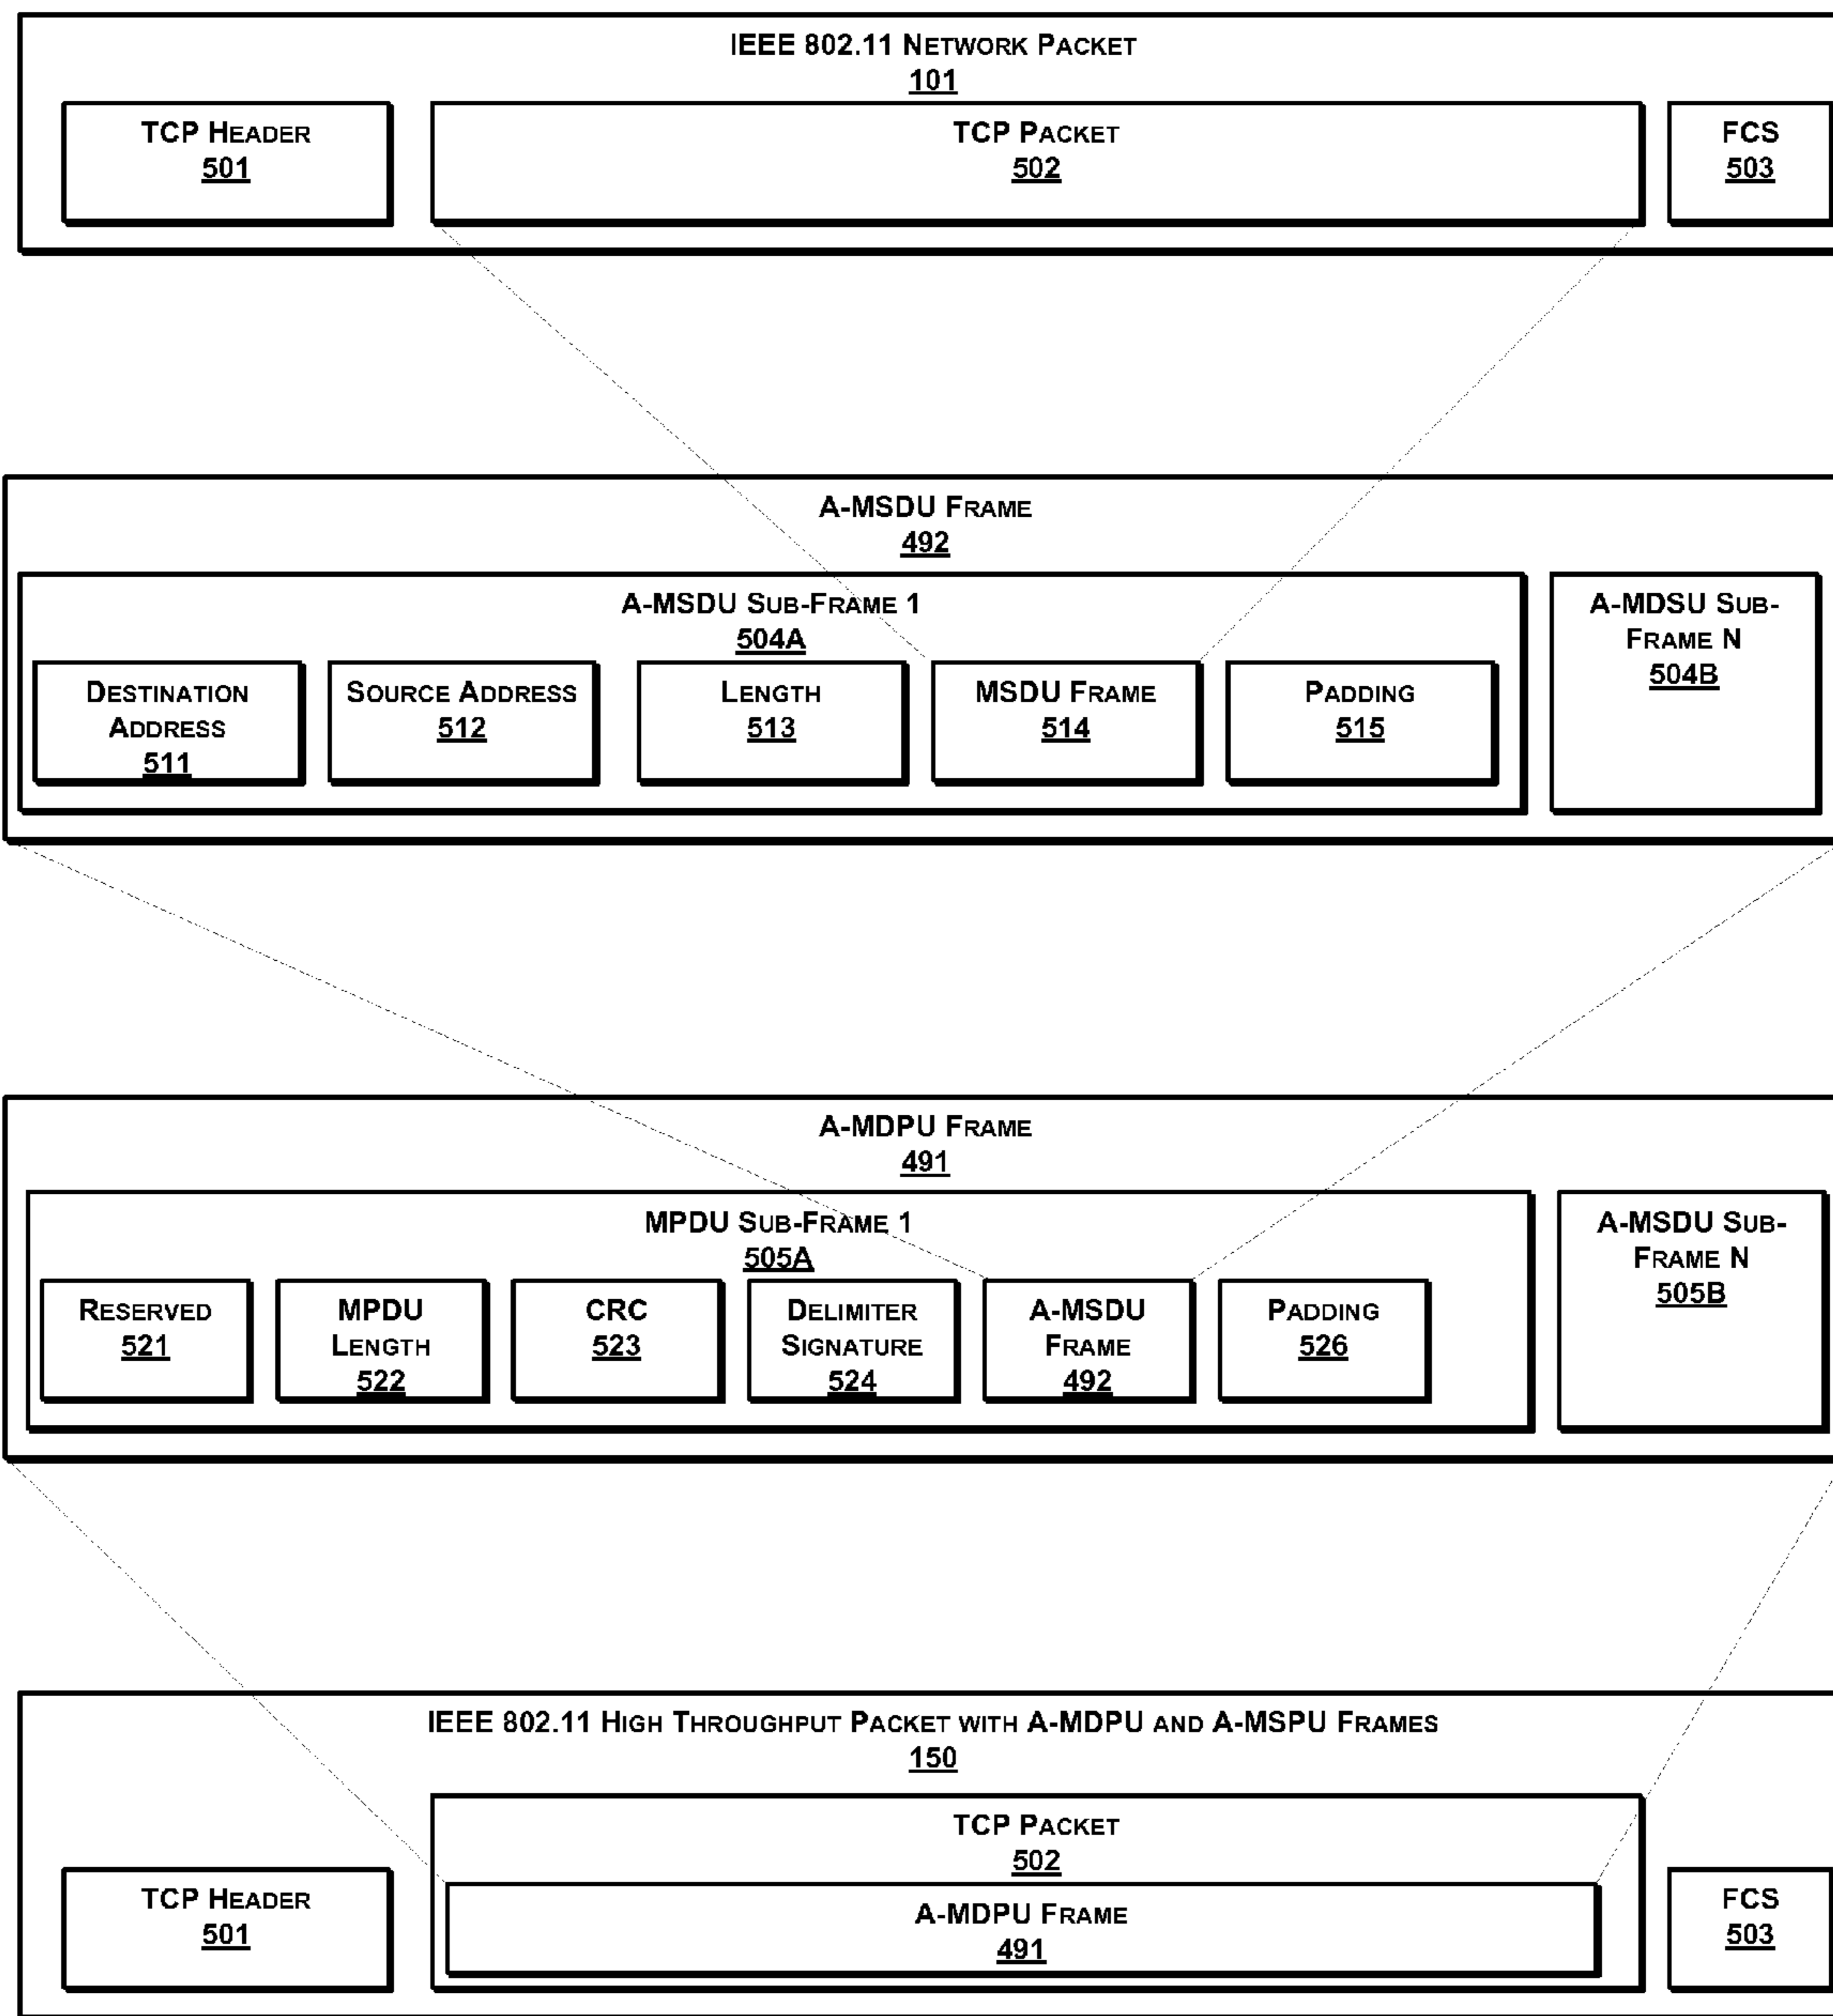 IEEE 802.11 NETWORK PACKET
101
TCP HEADER
501
TCP PACKET
502
FCS
503
A-MSDU FRAME
492
A-MSDU SUB-FRAME 1
504A
DESTINATION
ADDRESS
511
SOURCE ADDRESS
512
LENGTH
513
MSDU FRAME
514
PADDING
515
A-MDSU SUB-
FRAME N
504B
A-MDPU FRAME
491
MPDU SUB-FRAME 1
505A
RESERVED
521
MPDU
LENGTH
522
CRC
523
DELIMITER
SIGNATURE
524
A-MSDU
FRAME
492
PADDING
526
A-MSDU SUB-
FRAME N
505B
IEEE 802.11 HIGH THROUGHPUT PACKET WITH A-MDPU AND A-MSPU FRAMES
150
TCP HEADER
501
TCP PACKET
502
A-MDPU FRAME
491
FCS
503